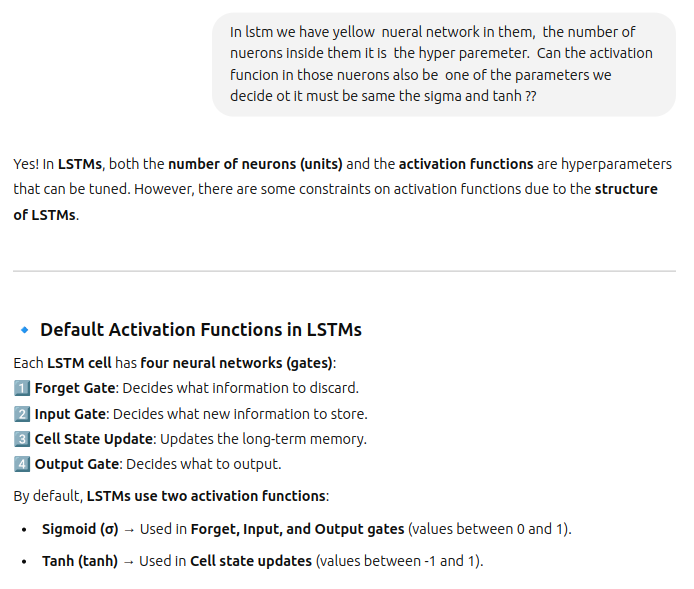 In lstm we have yellow nueral network in them, the number of
nuerons inside them it is the hyper paremeter. Can the activation
funcion in those nuerons also be one of the parameters we
decide ot it must be same the sigma and tanh ??
Yes! In LSTMs, both the number of neurons (units) and the activation functions are hyperparameters
that can be tuned. However, there are some constraints on activation functions due to the structure
of LSTMs.
🔹 Default Activation Functions in LSTMs
Each LSTM cell has four neural networks (gates):
1️⃣ Forget Gate: Decides what information to discard.
2️⃣ Input Gate: Decides what new information to store.
3️⃣ Cell State Update: Updates the long-term memory.
4️⃣ Output Gate: Decides what to output.
By default, LSTMs use two activation functions:
• Sigmoid (σ) → Used in Forget, Input, and Output gates (values between 0 and 1).
• Tanh (tanh) → Used in Cell state updates (values between -1 and 1).